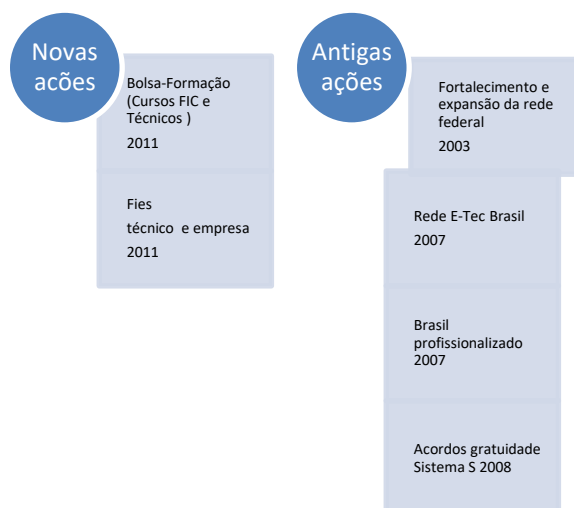 Novas
acões
Bolsa-Formação
(Cursos FIC e
Técnicos )
2011
Fies
técnico e empresa
2011
Antigas
ações
Fortalecimento e
expansão da rede
federal
2003
Rede E-Tec Brasil
2007
Brasil
profissionalizado
2007
Acordos gratuidade
Sistema S 2008